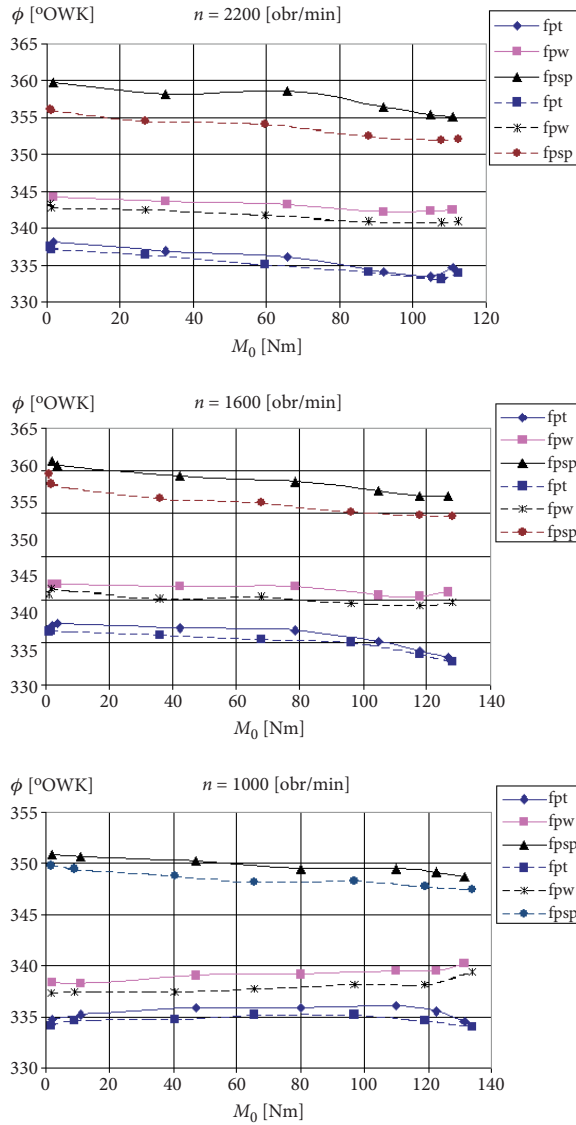 ϕ [°OWK] n = 2200 [obr/min]
365
360
355
350
345
340
335
330
0 20 40 60 80 100 120
M₀ [Nm]
fpt
fpw
fpsp
fpt
fpw
fpsp
ϕ [°OWK] n = 1600 [obr/min]
365
360
355
350
345
340
335
330
0 20 40 60 80 100 120 140
M₀ [Nm]
fpt
fpw
fpsp
fpt
fpw
fpsp
ϕ [°OWK] n = 1000 [obr/min]
355
350
345
340
335
330
0 20 40 60 80 100 120 140
M₀ [Nm]
fpt
fpw
fpsp
fpt
fpw
fpsp